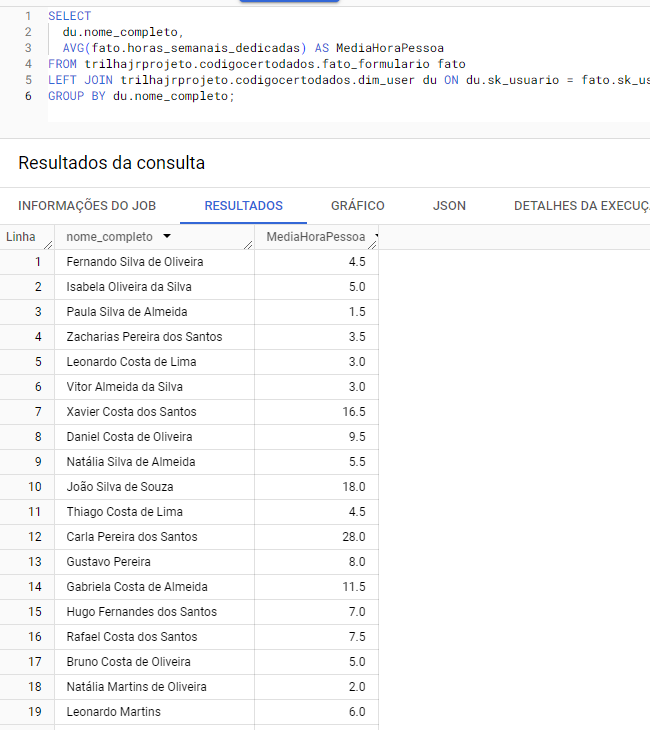 1 SELECT
2 du.nome_completo,
3 AVG(fato.horas_semanais_dedicadas) AS MediaHoraPessoa
4 FROM trilhajrprojeto.codigocertodados.fato_formulario fato
5 LEFT JOIN trilhajrprojeto.codigocertodados.dim_user du ON du.sk_usuario = fato.sk_us
6 GROUP BY du.nome_completo;
Resultados da consulta
INFORMAÇÕES DO JOB RESULTADOS GRÁFICO JSON DETALHES DA EXECUÇ
Linha nome_completo MediaHoraPessoa
1 Fernando Silva de Oliveira 4.5
2 Isabela Oliveira da Silva 5.0
3 Paula Silva de Almeida 1.5
4 Zacharias Pereira dos Santos 3.5
5 Leonardo Costa de Lima 3.0
6 Vitor Almeida da Silva 3.0
7 Xavier Costa dos Santos 16.5
8 Daniel Costa de Oliveira 9.5
9 Natália Silva de Almeida 5.5
10 João Silva de Souza 18.0
11 Thiago Costa de Lima 4.5
12 Carla Pereira dos Santos 28.0
13 Gustavo Pereira 8.0
14 Gabriela Costa de Almeida 11.5
15 Hugo Fernandes dos Santos 7.0
16 Rafael Costa dos Santos 7.5
17 Bruno Costa de Oliveira 5.0
18 Natália Martins de Oliveira 2.0
19 Leonardo Martins 6.0